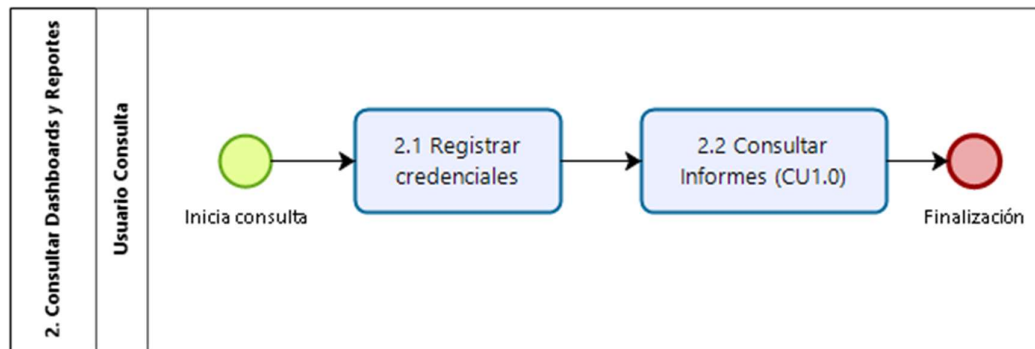 2. Consultar Dashboards y Reportes
Usuario Consulta
Inicia consulta
2.1 Registrar
credenciales
2.2 Consultar
Informes (CU1.0)
Finalización